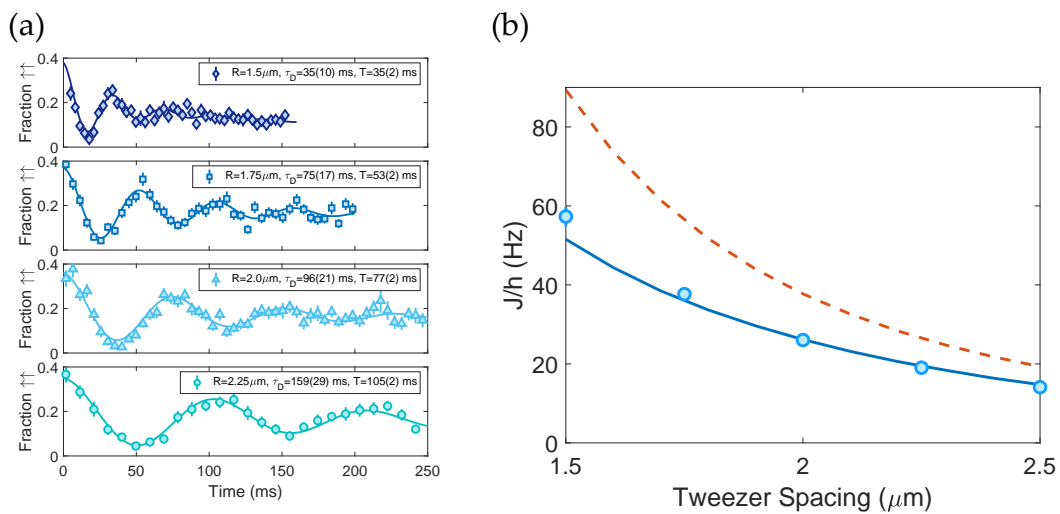 (a)
0.4
0.2
0
Fraction ↑↑
R=1.5μm, τD=35(10) ms, T=35(2) ms
0.4
0.2
0
Fraction ↑↑
R=1.75μm, τD=75(17) ms, T=53(2) ms
0.4
0.2
0
Fraction ↑↑
R=2.0μm, τD=96(21) ms, T=77(2) ms
0.4
0.2
0
Fraction ↑↑
R=2.25μm, τD=159(29) ms, T=105(2) ms
0 50 100 150 200 250
Time (ms)
(b)
80
60
40
20
0
J/h (Hz)
1.5 2 2.5
Tweezer Spacing (μm)